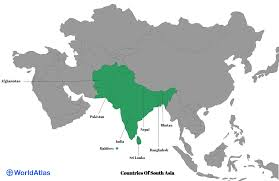 Afghanistan
Pakistan
India
Maldives
Sri Lanka
Nepal
Bangladesh
Bhutan
WorldAtlas
Countries Of South Asia